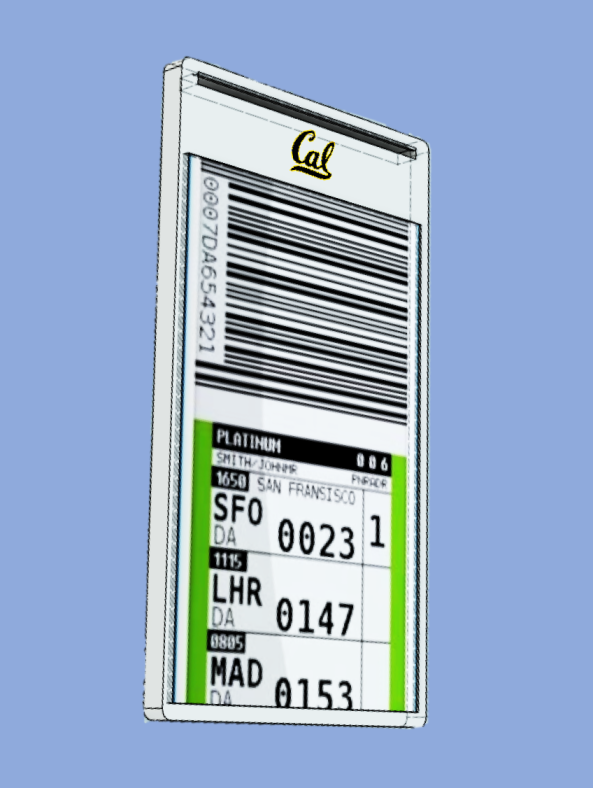 Cal
0007DA654321
PLATINUM 006
SMITH/JOHNMR PNRADR
1650 SAN FRANSISCO
SFO
DA 0023 1
1115
LHR
DA 0147
0805
MAD
DA 0153